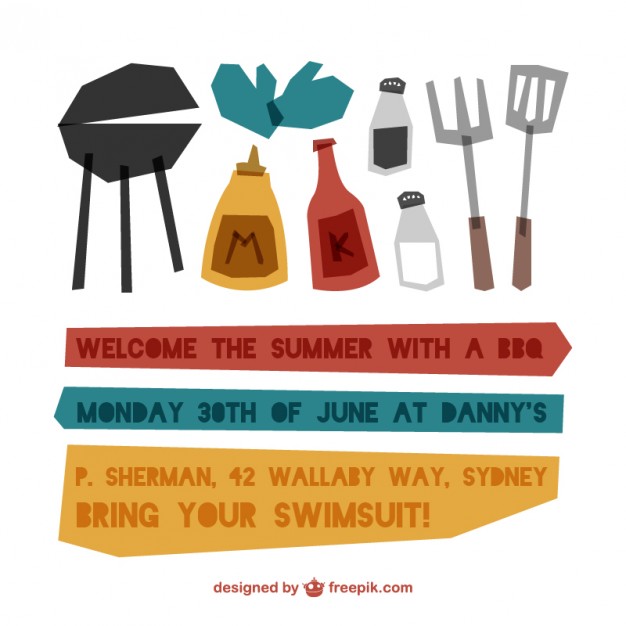 M K
WELCOME THE SUMMER WITH A BBQ
MONDAY 30TH OF JUNE AT DANNY'S
P. SHERMAN, 42 WALLABY WAY, SYDNEY
BRING YOUR SWIMSUIT!
designed by freepik.com